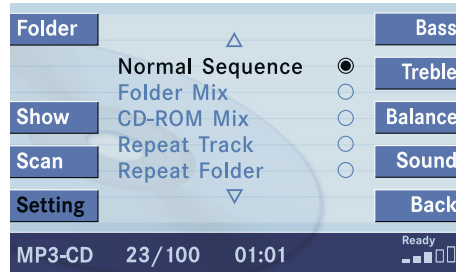 Folder
Bass
Normal Sequence
Treble
Folder Mix
Show
CD-ROM Mix
Balance
Repeat Track
Scan
Repeat Folder
Sound
Setting
Back
MP3-CD 23/100 01:01
Ready